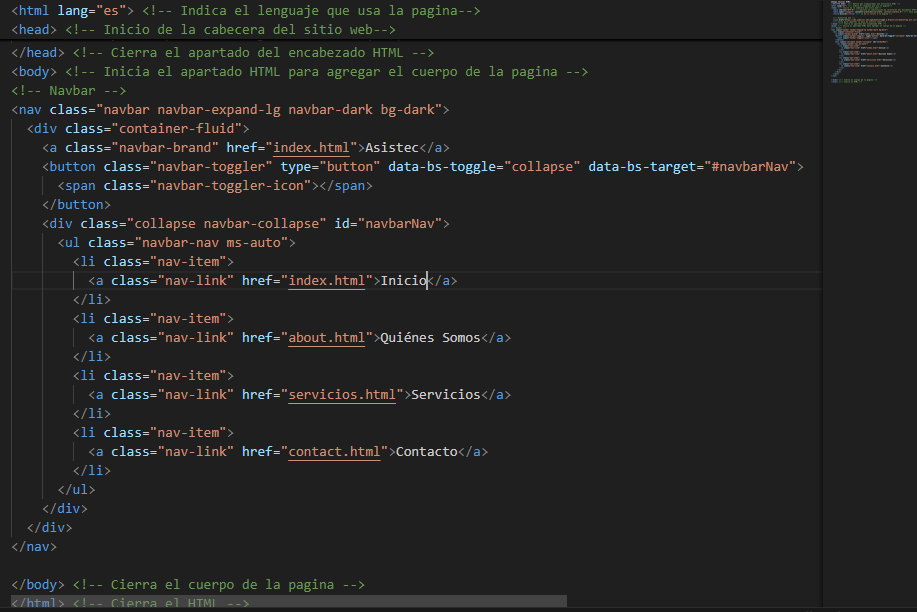 <html lang="es"> <!-- Indica el lenguaje que usa la pagina-->
<head> <!-- Inicio de la cabecera del sitio web-->
</head> <!-- Cierra el apartado del encabezado HTML -->
<body> <!-- Inicia el apartado HTML para agregar el cuerpo de la pagina -->
<!-- Navbar -->
<nav class="navbar navbar-expand-lg navbar-dark bg-dark">
<div class="container-fluid">
<a class="navbar-brand" href="index.html">Asistec</a>
<button class="navbar-toggler" type="button" data-bs-toggle="collapse" data-bs-target="#navbarNav">
<span class="navbar-toggler-icon"></span>
</button>
<div class="collapse navbar-collapse" id="navbarNav">
<ul class="navbar-nav ms-auto">
<li class="nav-item">
<a class="nav-link" href="index.html">Inicio</a>
</li>
<li class="nav-item">
<a class="nav-link" href="about.html">Quiénes Somos</a>
</li>
<li class="nav-item">
<a class="nav-link" href="servicios.html">Servicios</a>
</li>
<li class="nav-item">
<a class="nav-link" href="contact.html">Contacto</a>
</li>
</ul>
</div>
</div>
</nav>
</body> <!-- Cierra el cuerpo de la pagina -->
</html> <!-- Cierra el HTML -->